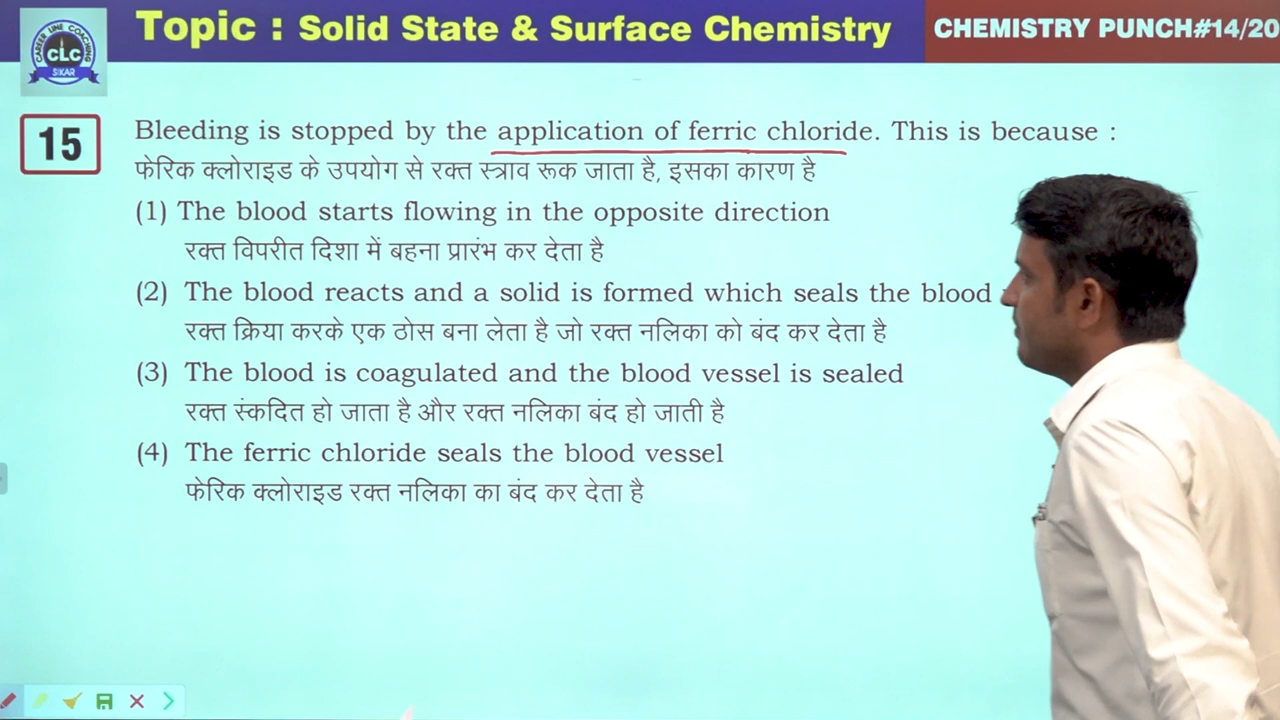 Topic : Solid State & Surface Chemistry
CHEMISTRY PUNCH#14/20
CAREER LINE COACHING
CLC
SIKAR
15
Bleeding is stopped by the application of ferric chloride. This is because :
फेरिक क्लोराइड के उपयोग से रक्त स्त्राव रूक जाता है, इसका कारण है
(1) The blood starts flowing in the opposite direction
रक्त विपरीत दिशा में बहना प्रारंभ कर देता है
(2) The blood reacts and a solid is formed which seals the blood
रक्त क्रिया करके एक ठोस बना लेता है जो रक्त नलिका को बंद कर देता है
(3) The blood is coagulated and the blood vessel is sealed
रक्त स्कंदित हो जाता है और रक्त नलिका बंद हो जाती है
(4) The ferric chloride seals the blood vessel
फेरिक क्लोराइड रक्त नलिका का बंद कर देता है